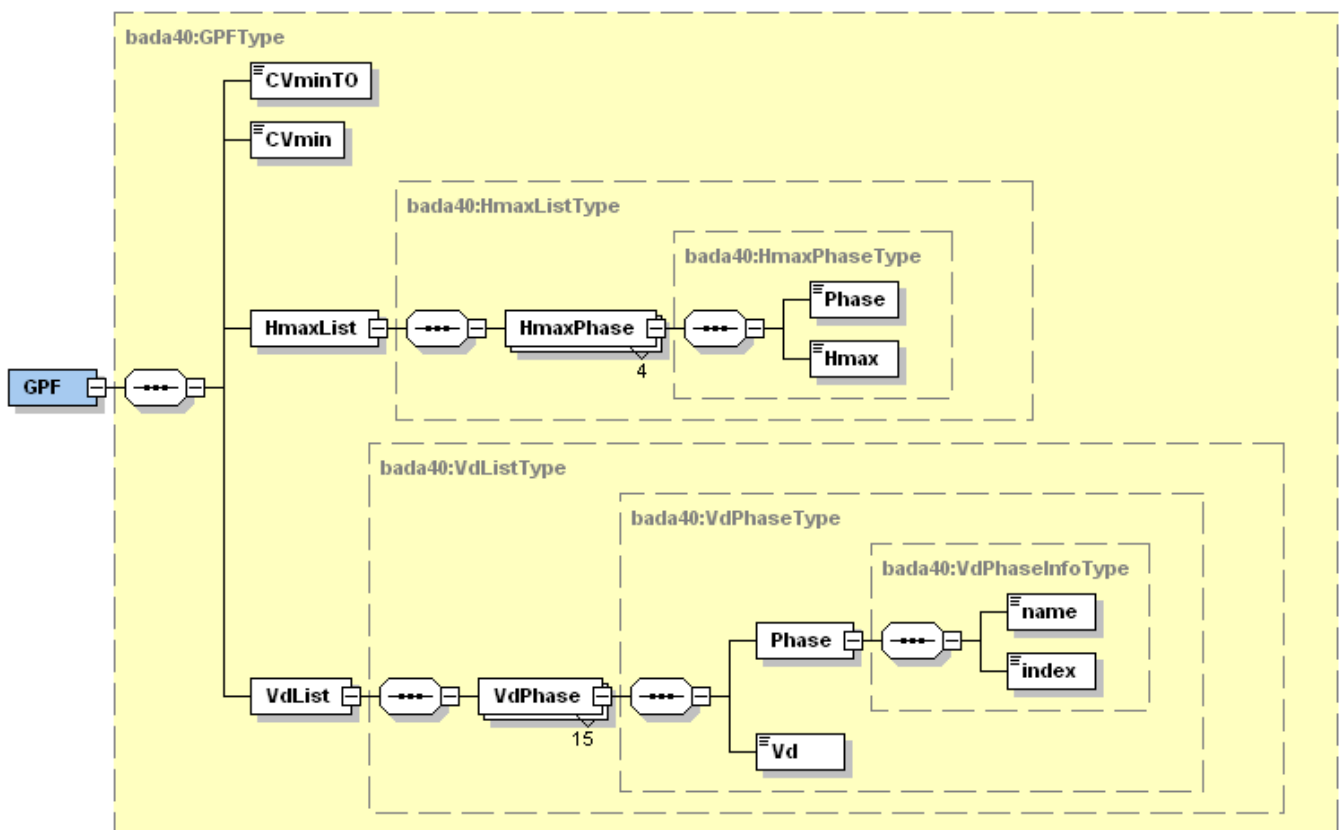 bada40:GPFType
CVminTO
CVmin
bada40:HmaxListType
bada40:HmaxPhaseType
Phase
HmaxList
HmaxPhase
4
Hmax
GPF
bada40:VdListType
bada40:VdPhaseType
bada40:VdPhaseInfoType
name
Phase
index
VdList
VdPhase
15
Vd